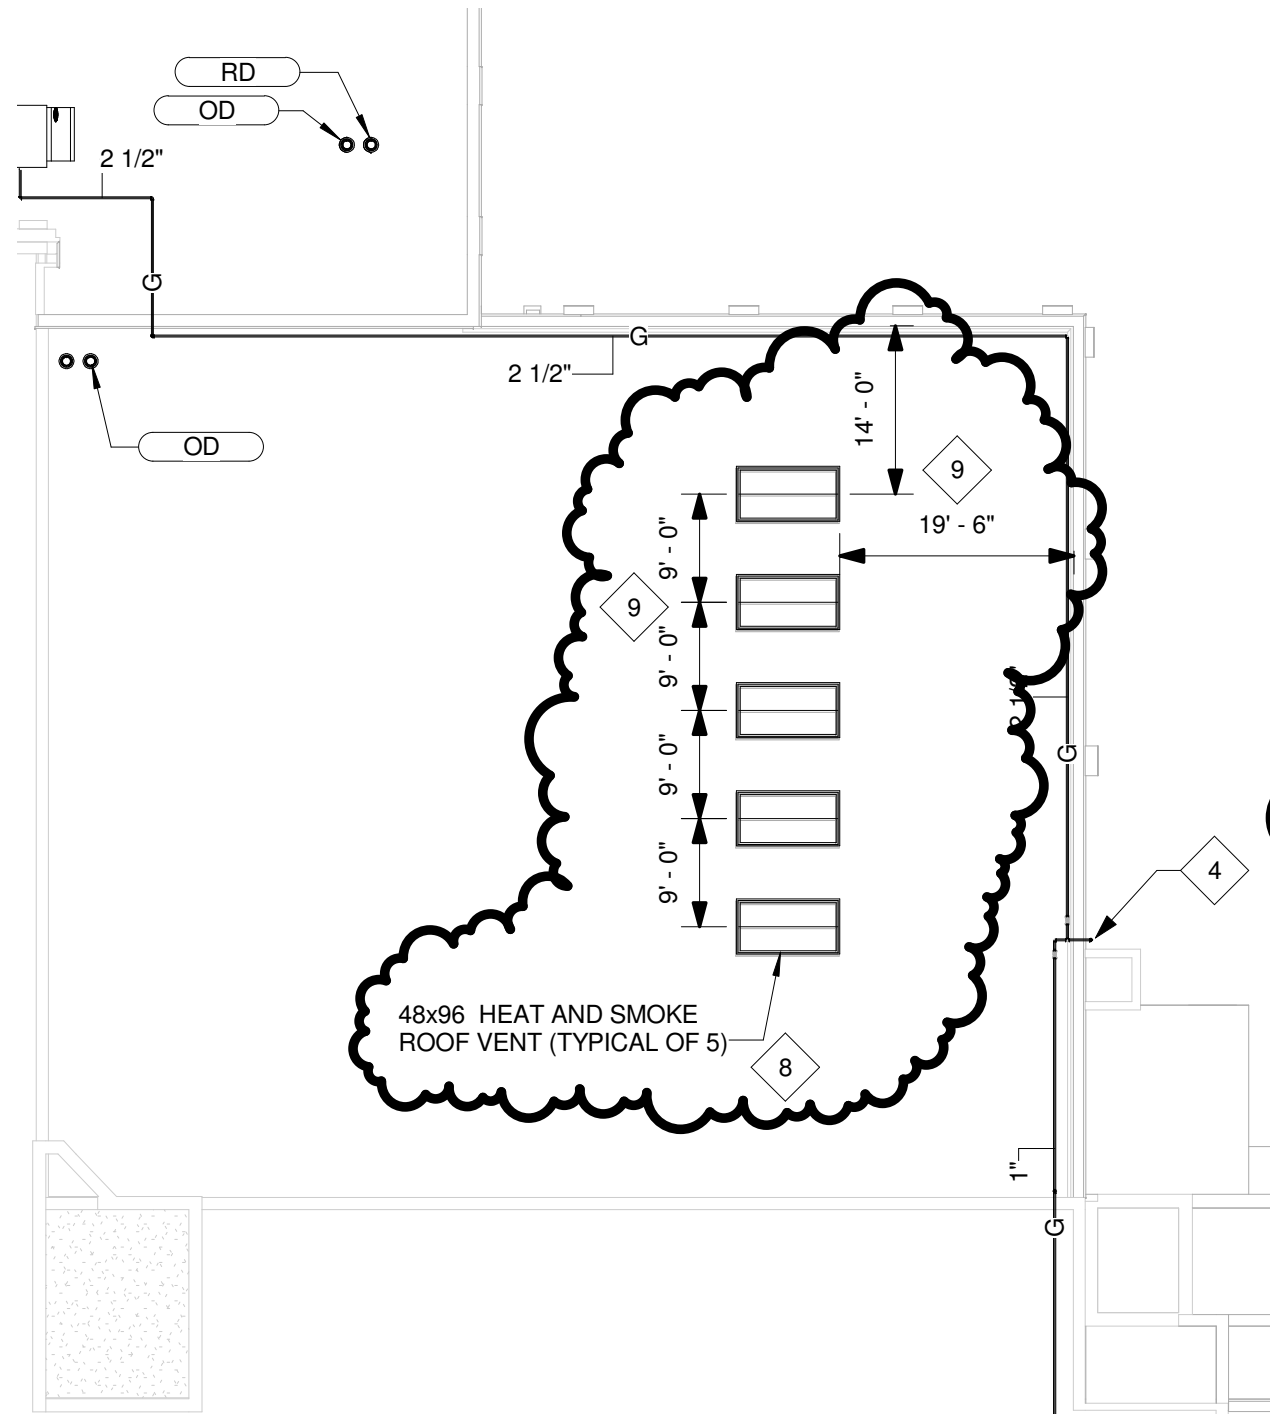 RD
OD
2 1/2"
G
G
2 1/2"
OD
14' - 0"
9
19' - 6"
9' - 0"
9
9' - 0"
9' - 0"
G
9' - 0"
4
48x96 HEAT AND SMOKE
ROOF VENT (TYPICAL OF 5)
8
1"
G